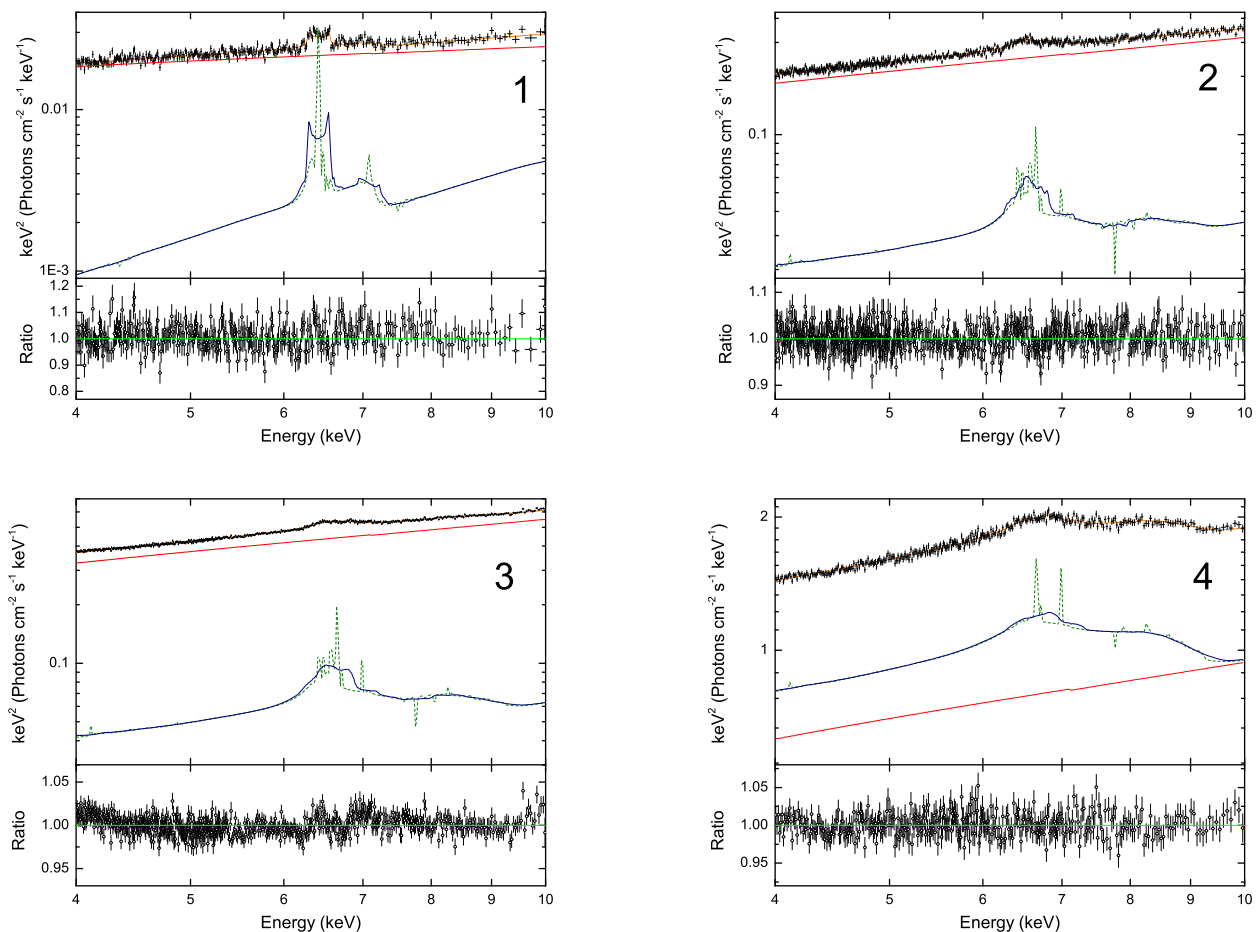 keV² (Photons cm⁻² s⁻¹ keV⁻¹)
0.01
1E-3
1
Ratio
1.2
1.1
1.0
0.9
0.8
4 5 6 7 8 9 10
Energy (keV)
keV² (Photons cm⁻² s⁻¹ keV⁻¹)
0.1
2
Ratio
1.1
1.0
0.9
4 5 6 7 8 9 10
Energy (keV)
keV² (Photons cm⁻² s⁻¹ keV⁻¹)
0.1
3
Ratio
1.05
1.00
0.95
4 5 6 7 8 9 10
Energy (keV)
keV² (Photons cm⁻² s⁻¹ keV⁻¹)
2
1
4
Ratio
1.05
1.00
0.95
4 5 6 7 8 9 10
Energy (keV)